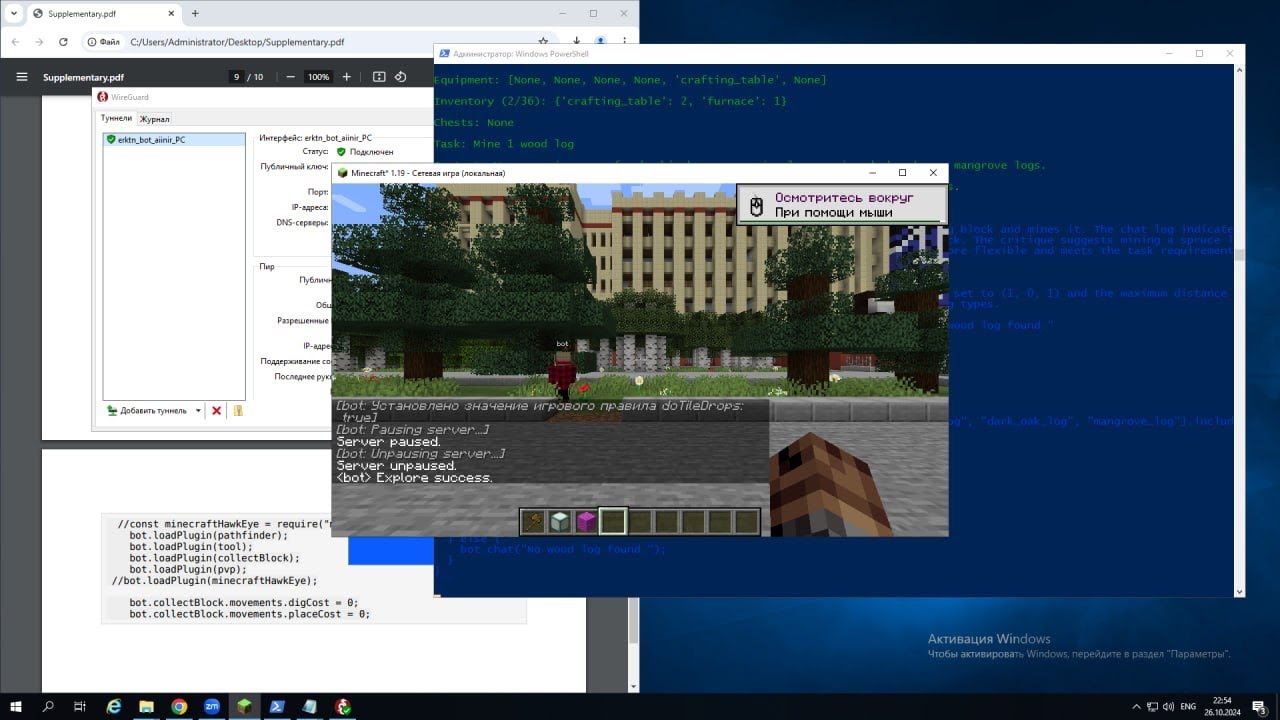 Supplementary.pdf
Файл
C:/Users/Administrator/Desktop/Supplementary.pdf
Supplementary.pdf
9 / 10
100%
WireGuard
Туннели
Журнал
erktn_bot_aiinir_PC
Интерфейс: erktn_bot_aiinir_PC
Статус:
Подключен
Публичный ключ:
Порт:
IP-адреса:
DNS-серверы:
Пир
Разрешенные
IP-адре
Поддержание со
Последнее рук
Добавить туннель
//const minecraftHawkEye = require("
bot.loadPlugin(pathfinder);
bot.loadPlugin(tool);
bot.loadPlugin(collectBlock);
bot.loadPlugin(pvp);
//bot.loadPlugin(minecraftHawkEye);
bot.collectBlock.movements.digCost = 0;
bot.collectBlock.movements.placeCost = 0;
Администратор: Windows PowerShell
Equipment: [None, None, None, None, 'crafting_table', None]
Inventory (2/36): {'crafting_table': 2, 'furnace': 1}
Chests: None
Task: Mine 1 wood log
mangrove logs.
block and mines it. The chat log indicate
ck. The critique suggests mining a spruce l
ore flexible and meets the task requirement
set to (1, 0, 1) and the maximum distance
g types.
wood log found "
g", "dark_oak_log", "mangrove_log"].inclu
} else {
bot chat("No wood log found ");
}
}
Minecraft* 1.19 - Сетевая игра (локальная)
Осмотритесь вокруг
При помощи мыши
bot
[bot: Установлено значение игрового правила doTileDrops:
true]
[bot: Pausing server...]
Server paused.
[bot: Unpausing server...]
Server unpaused.
<bot> Explore success.
Активация Windows
Чтобы активировать Windows, перейдите в раздел "Параметры".
zm
ENG
22:54
26.10.2024
3